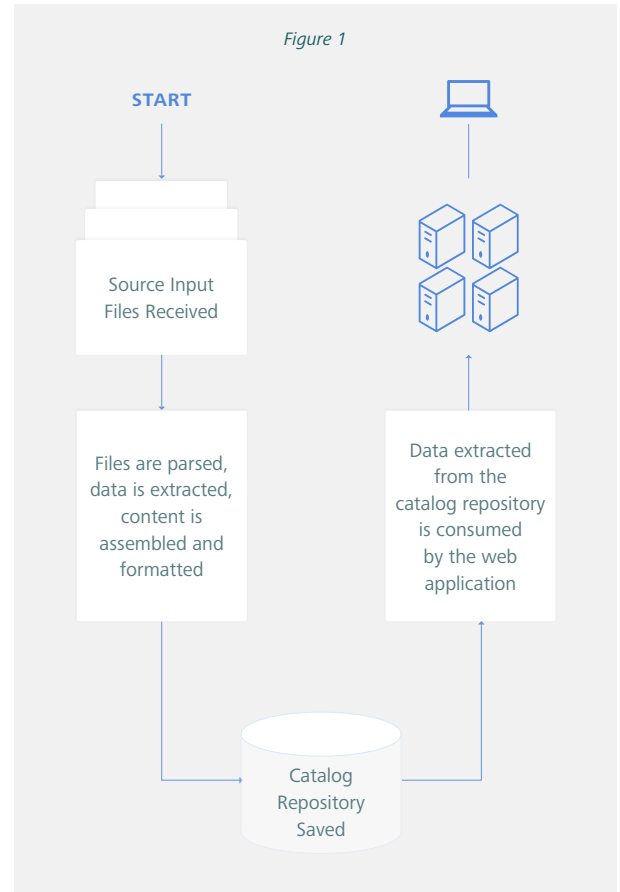 Figure 1
START
Source Input
Files Received
Files are parsed,
data is extracted,
content is
assembled and
formatted
Catalog
Repository
Saved
Data extracted
from the
catalog repository
is consumed
by the web
application